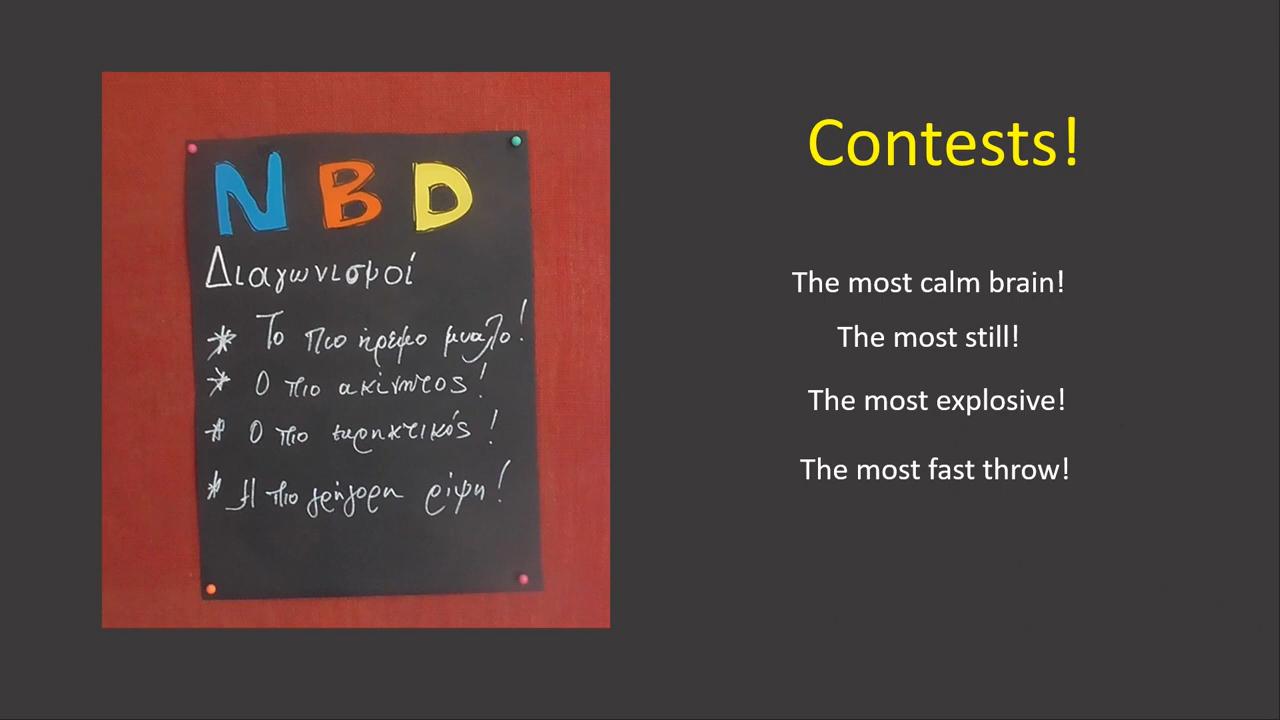 NBD
Διαγωνισμοί
* Το πιο ήρεμο μυαλό!
* Ο πιο ακίνητος!
* Ο πιο εκρηκτικός!
* Η πιο γρήγορη ρίψη!
Contests!
The most calm brain!
The most still!
The most explosive!
The most fast throw!